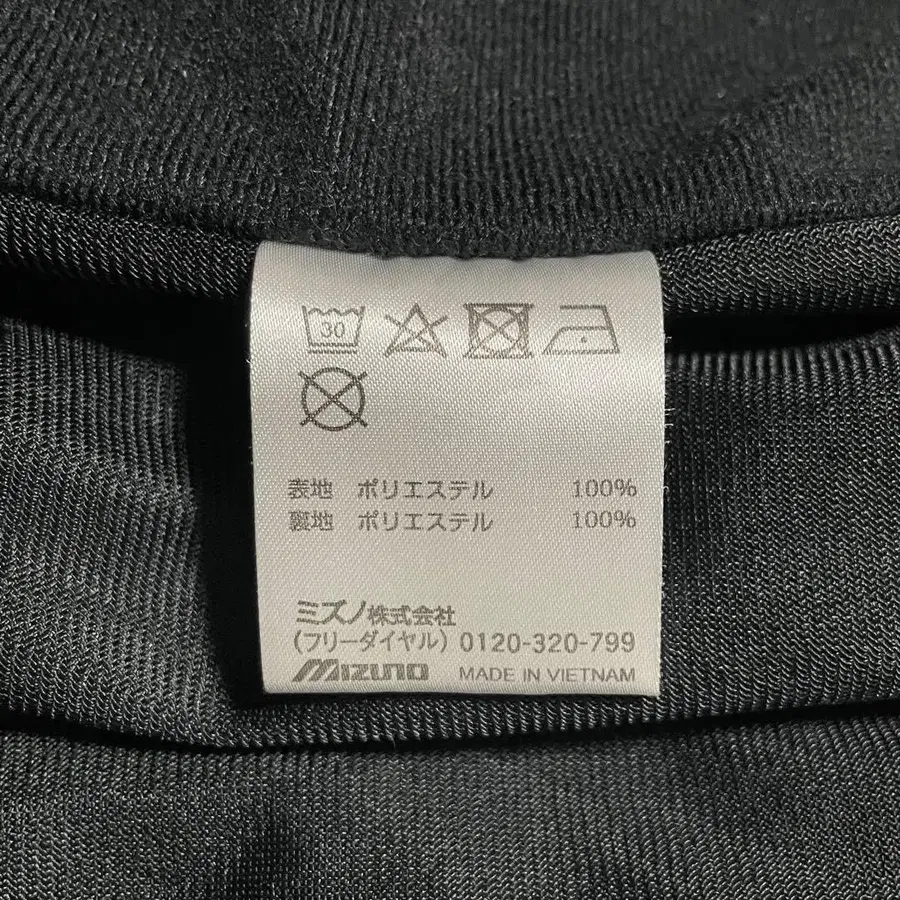 30
表地 ポリエステル 100%
裏地 ポリエステル 100%
ミズノ株式会社
(フリーダイヤル) 0120-320-799
MIZUNO MADE IN VIETNAM